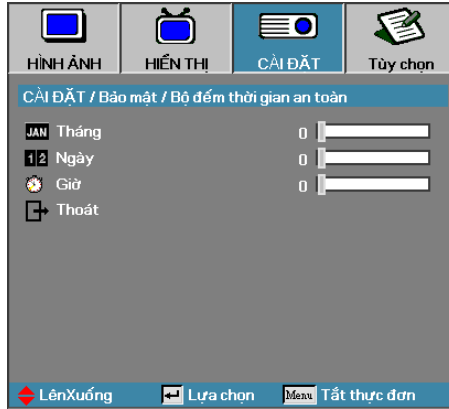 HÌNH ẢNH HIỂN THỊ CÀI ĐẶT Tùy chọn
CÀI ĐẶT / Bảo mật / Bộ đếm thời gian an toàn
JAN Tháng 0
12 Ngày 0
Giờ 0
Thoát
LênXuống Lựa chọn Menu Tắt thực đơn